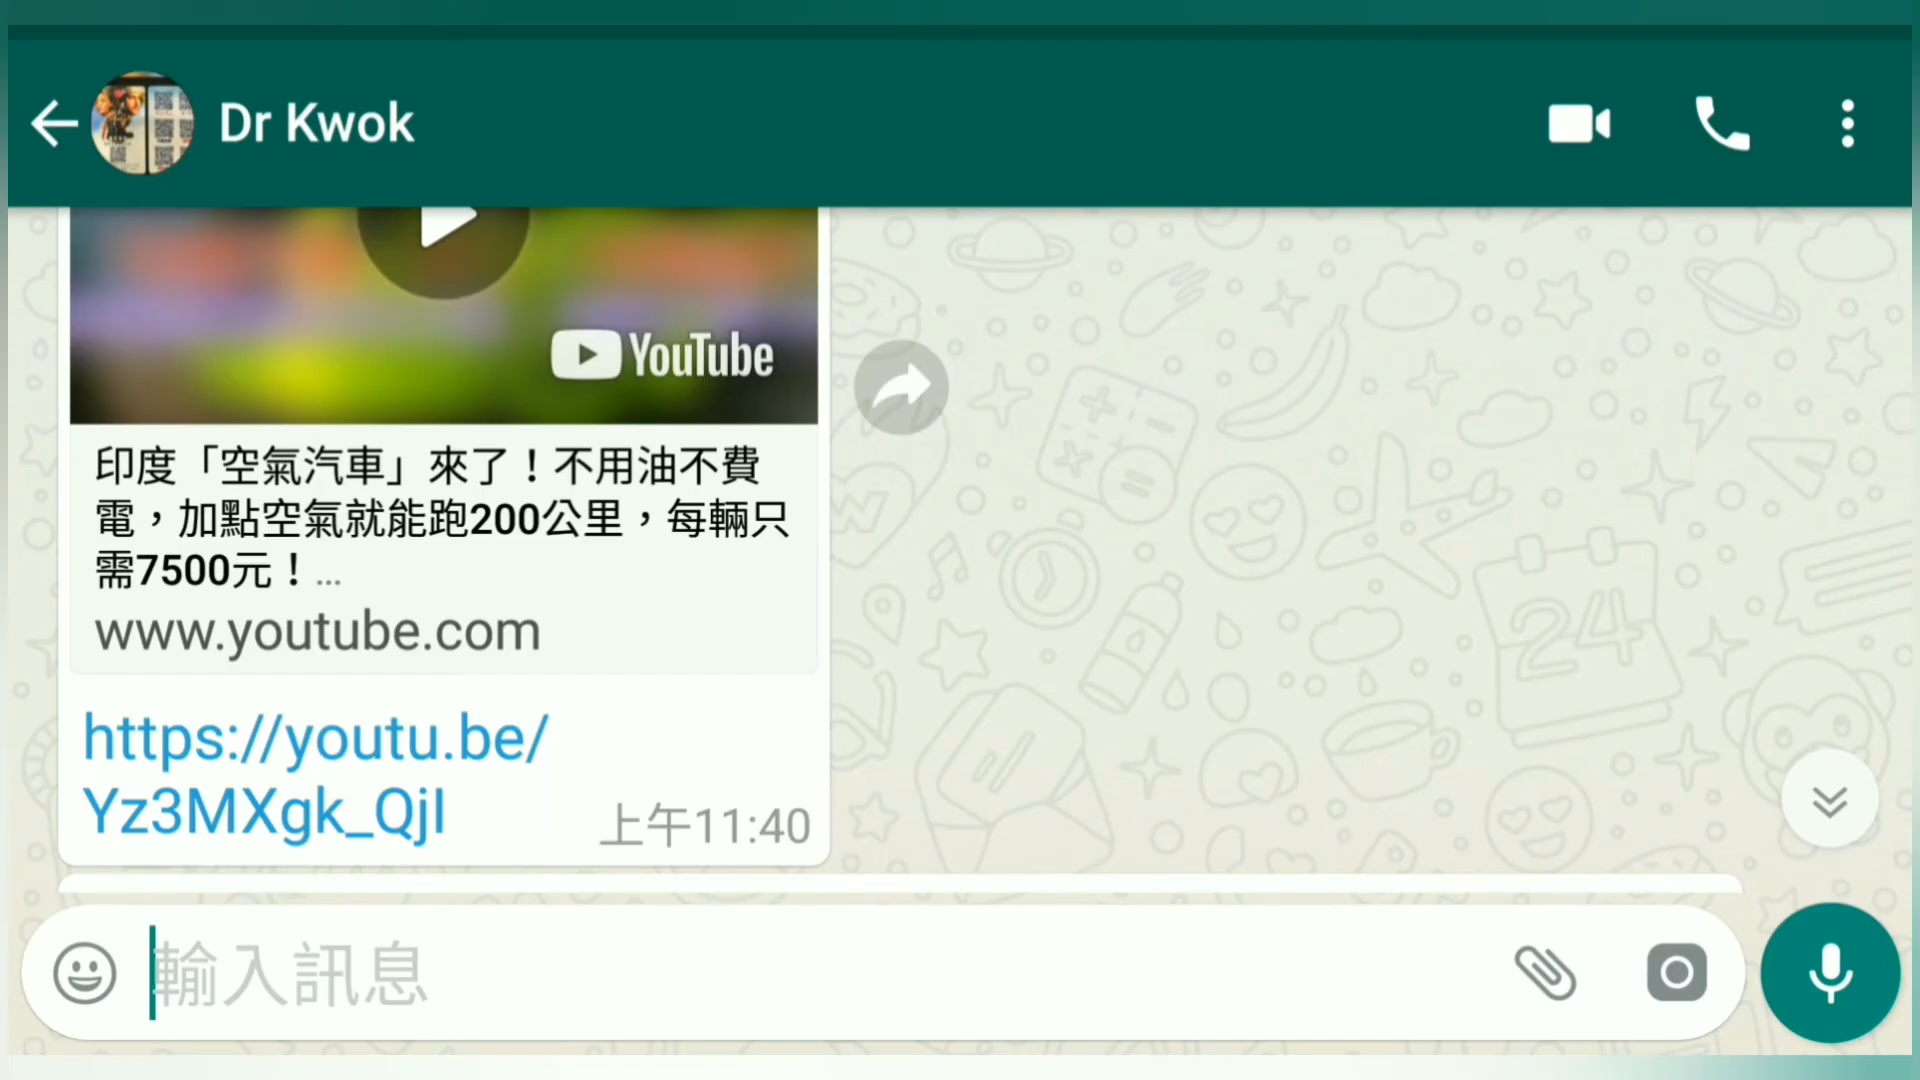 Dr Kwok
YouTube
印度「空氣汽車」來了！不用油不費
電，加點空氣就能跑200公里，每輛只
需7500元！...
www.youtube.com
https://youtu.be/
Yz3MXgk_QjI
上午11:40
輸入訊息